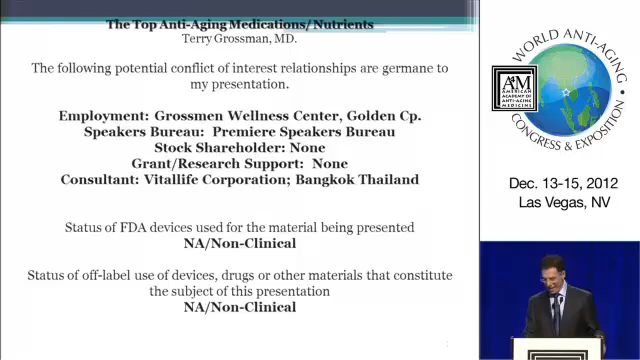 The Top Anti-Aging Medications/Nutrients
Terry Grossman, MD.
The following potential conflict of interest relationships are germane to
my presentation.
Employment: Grossmen Wellness Center, Golden Cp.
Speakers Bureau: Premiere Speakers Bureau
Stock Shareholder: None
Grant/Research Support: None
Consultant: Vitallife Corporation; Bangkok Thailand
Status of FDA devices used for the material being presented
NA/Non-Clinical
Status of off-label use of devices, drugs or other materials that constitute
the subject of this presentation
NA/Non-Clinical
WORLD ANTI-AGING
A4M
AMERICAN
ACADEMY OF
ANTI-AGING
MEDICINE
CONGRESS & EXPOSITION
Dec. 13-15, 2012
Las Vegas, NV